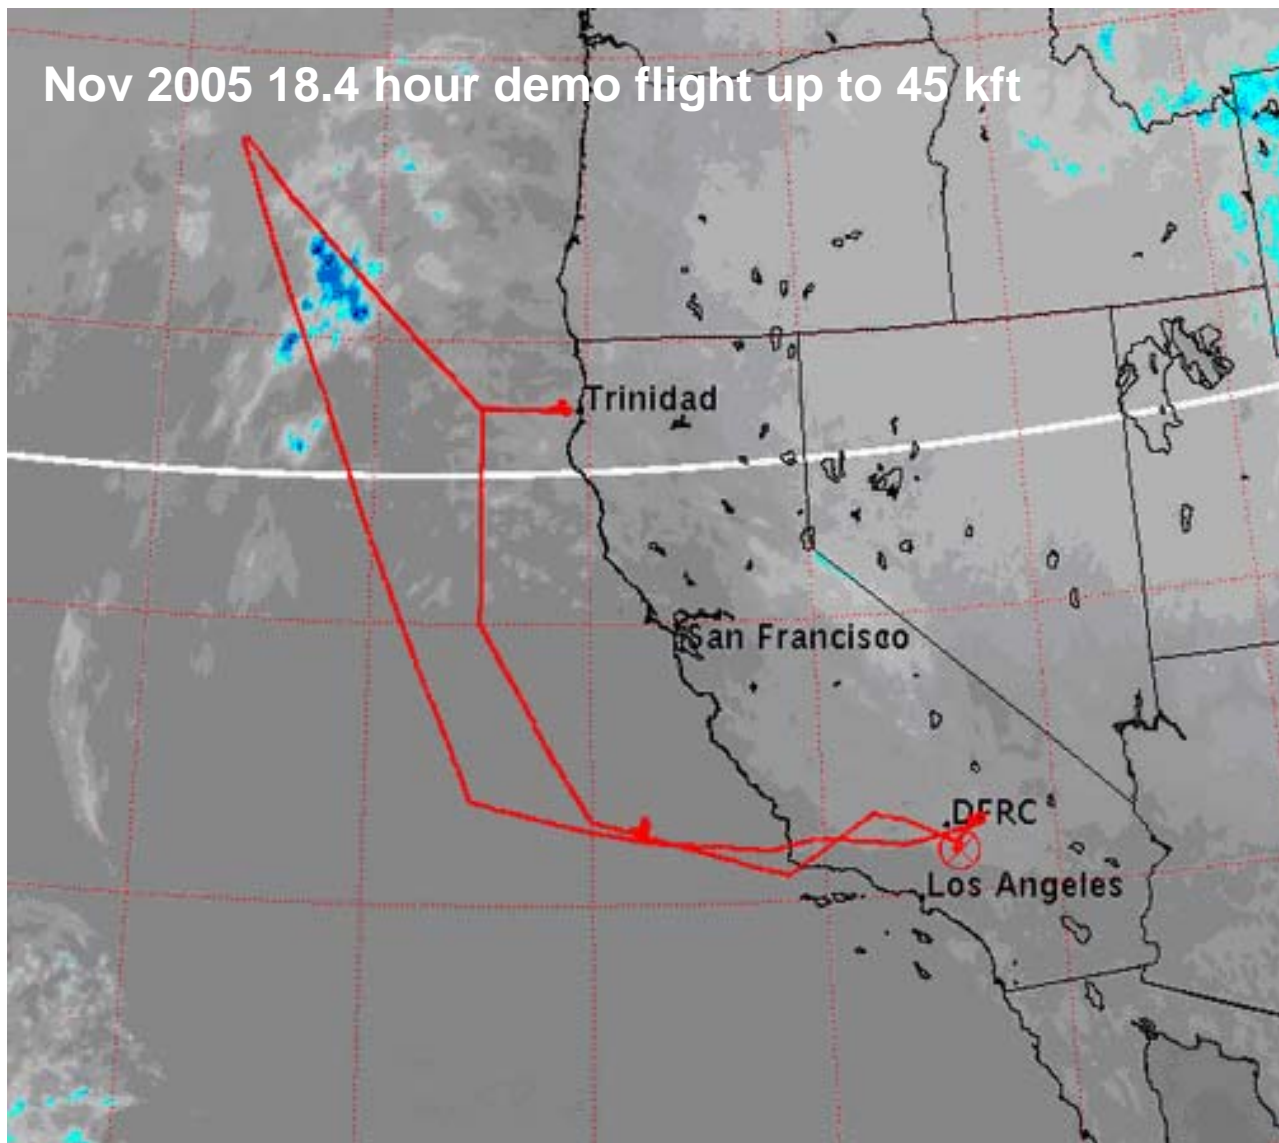 Nov 2005 18.4 hour demo flight up to 45 kft
Trinidad
San Francisco
DFRC
Los Angeles